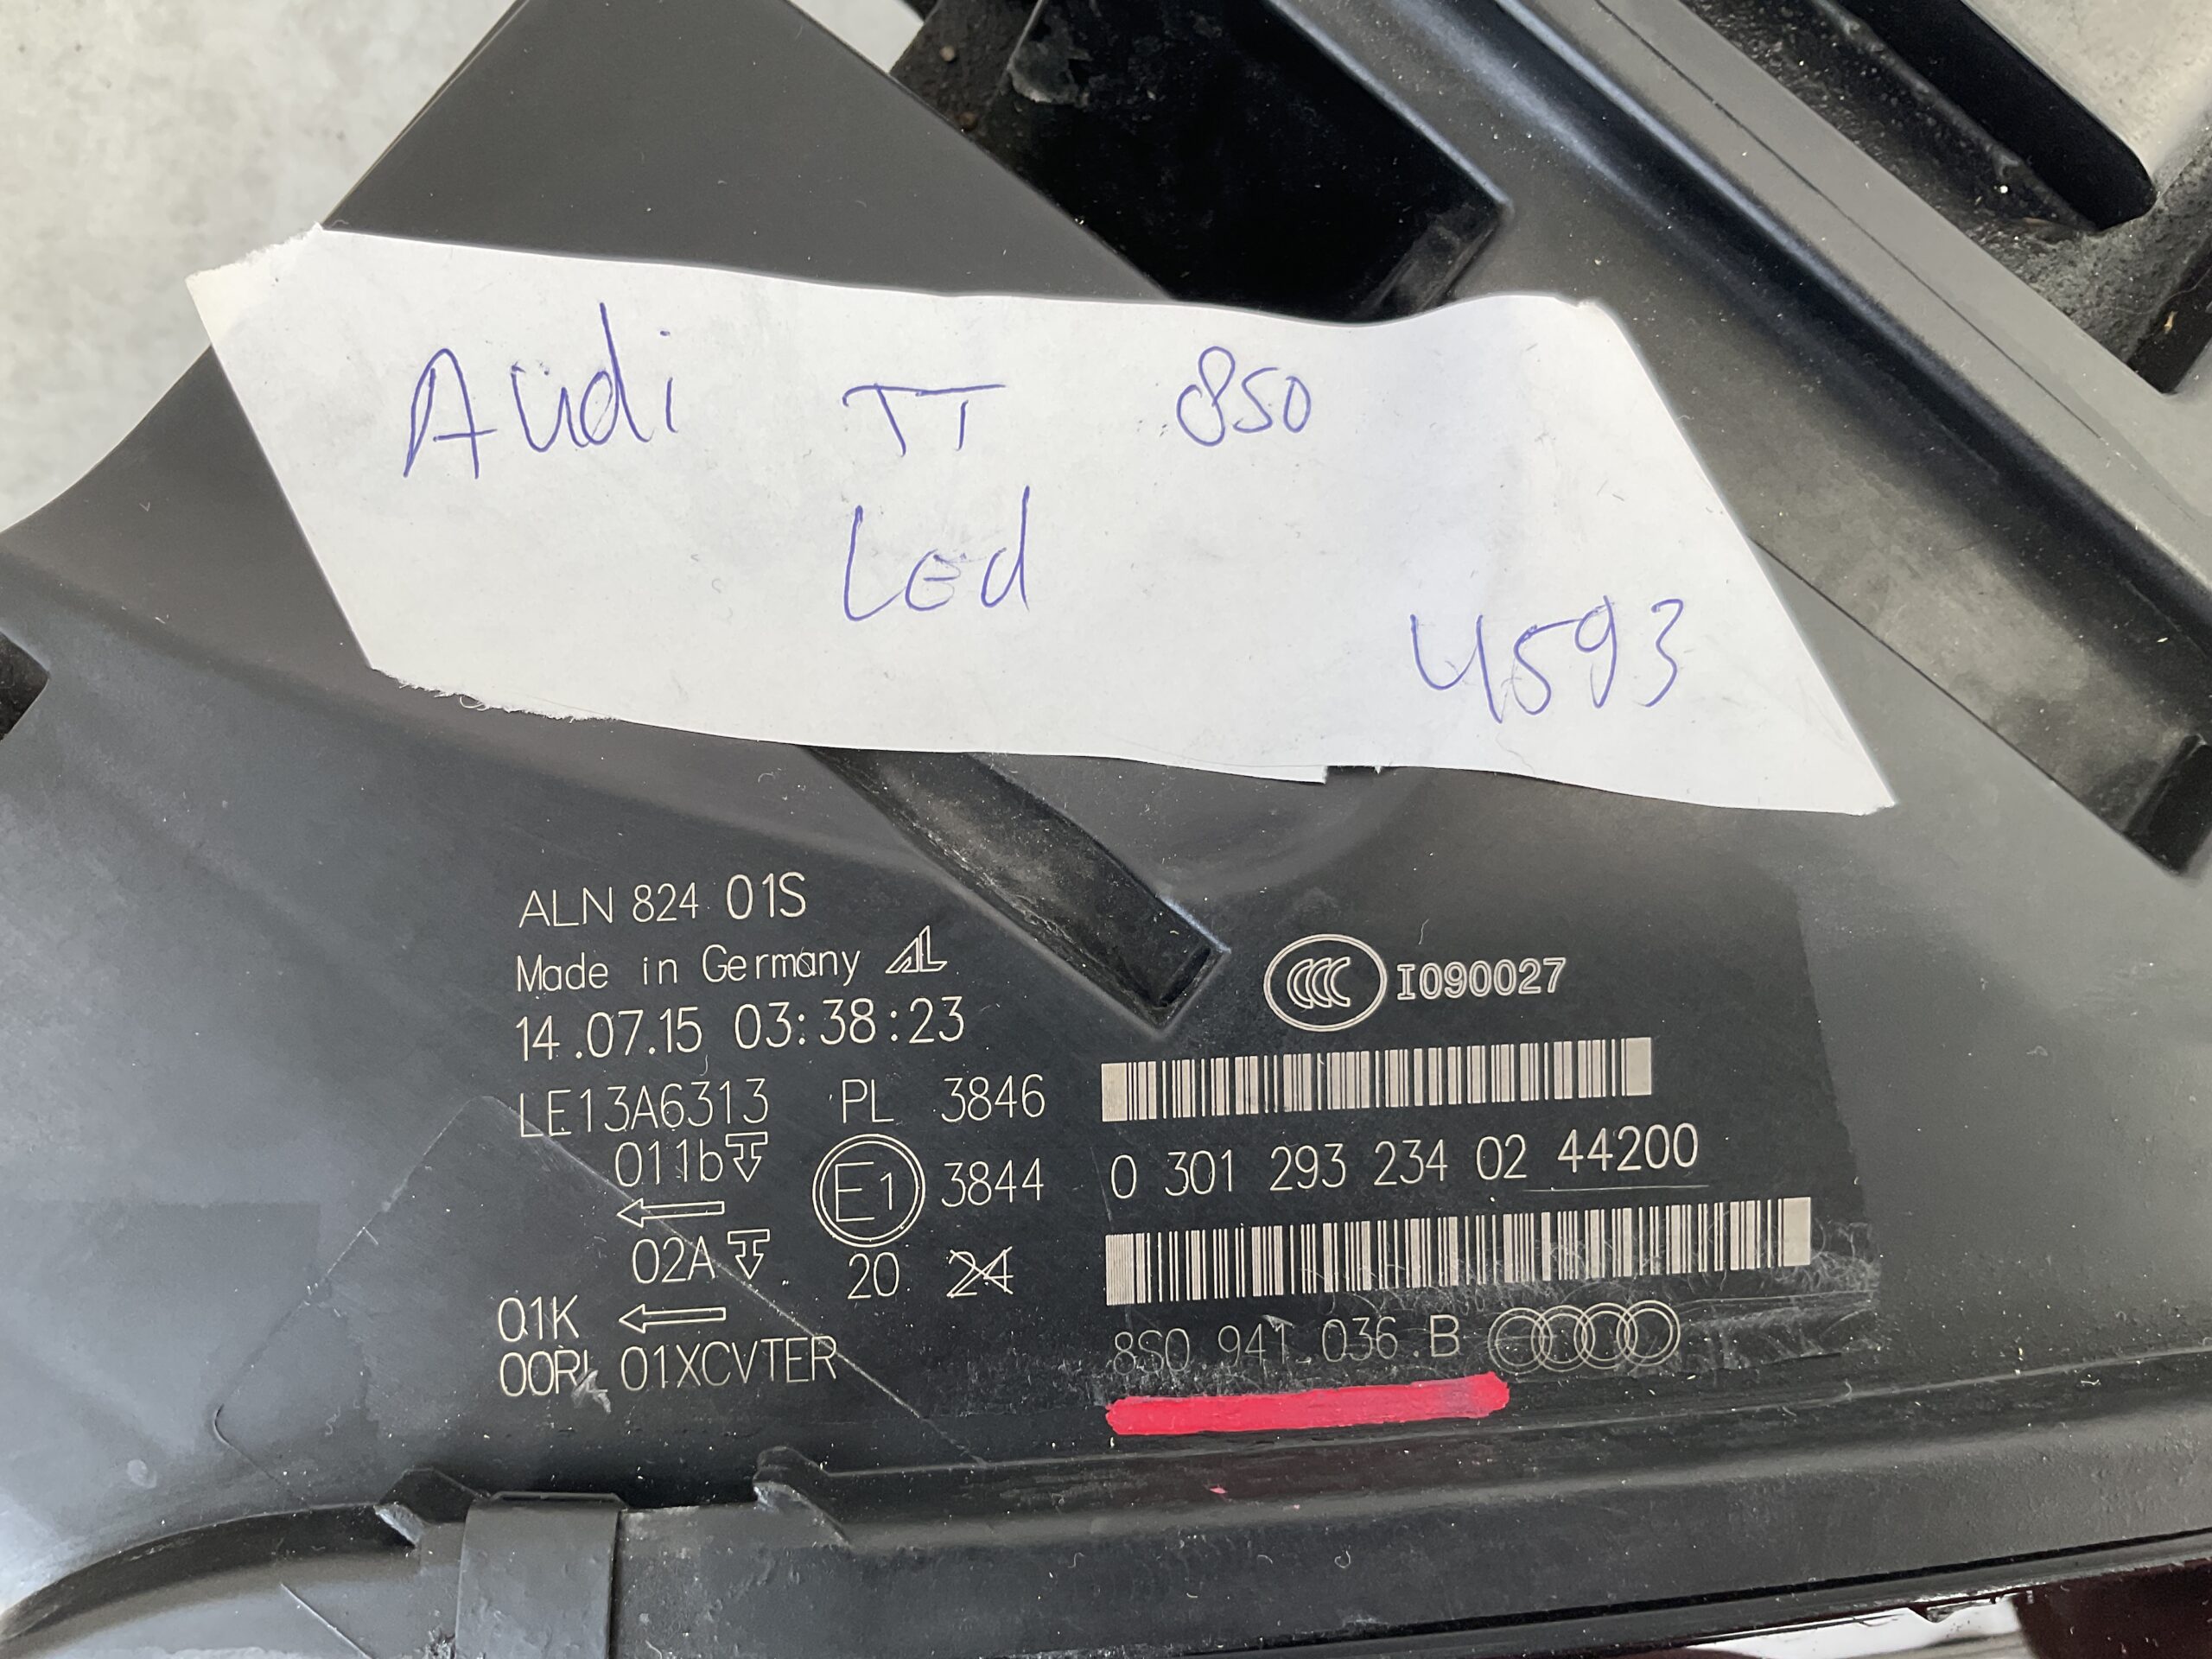 Audi TT 8S0
Led
4593
ALN 824 01S
Made in Germany AL
14.07.15 03:38:23
LE13A6313 PL 3846
011b E1 3844
02A 20 24
01K
00RL 01XCVTER
CCC I090027
0 301 293 234 02 44200
8S0 941 036 B